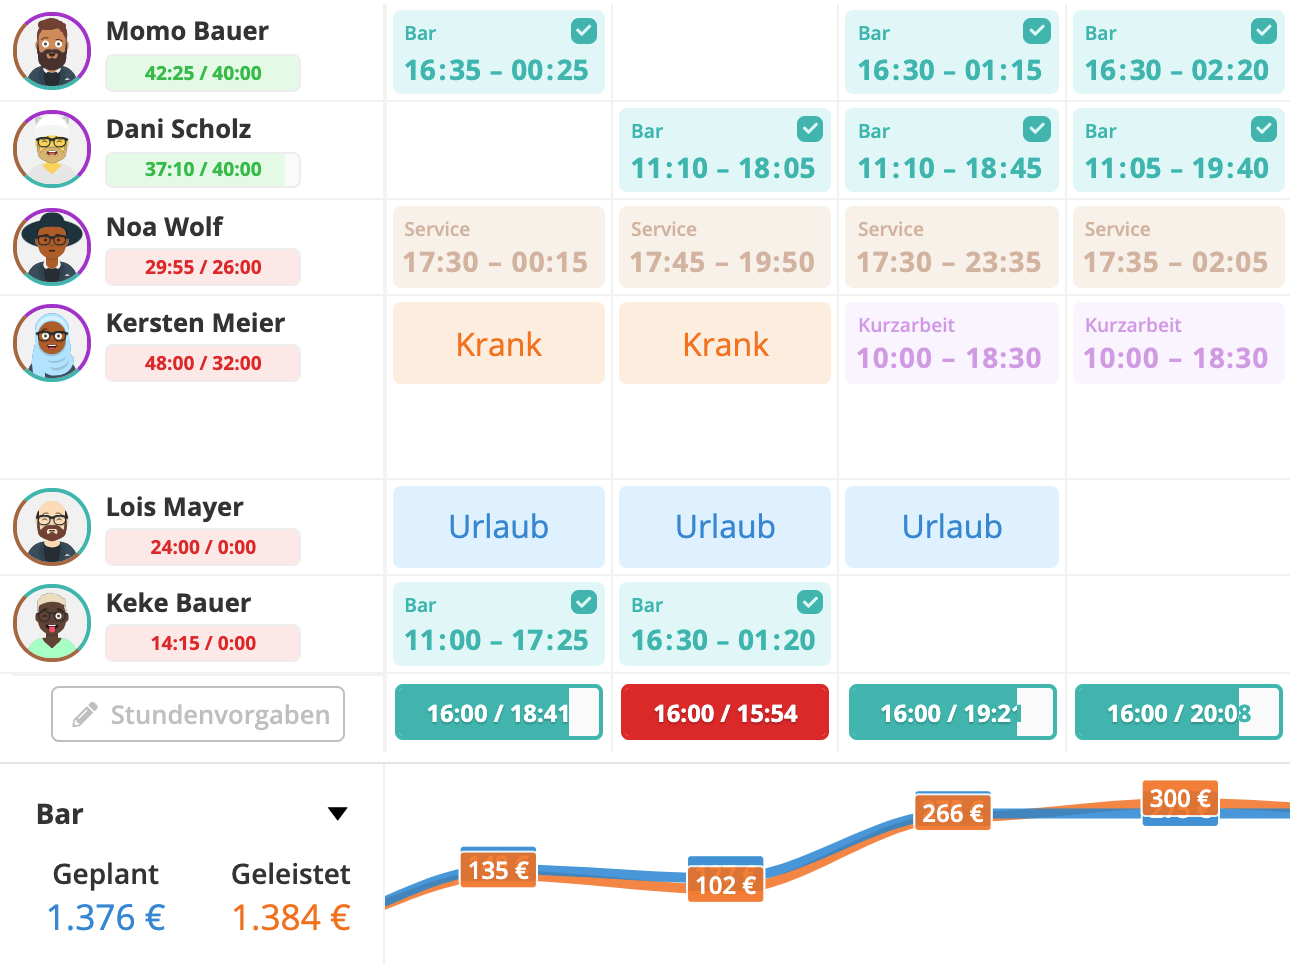 Momo Bauer
42:25 / 40:00
Bar
16:35 – 00:25
Bar
16:30 – 01:15
Bar
16:30 – 02:20
Dani Scholz
37:10 / 40:00
Bar
11:10 – 18:05
Bar
11:10 – 18:45
Bar
11:05 – 19:40
Noa Wolf
29:55 / 26:00
Service
17:30 – 00:15
Service
17:45 – 19:50
Service
17:30 – 23:35
Service
17:35 – 02:05
Kersten Meier
48:00 / 32:00
Krank
Krank
Kurzarbeit
10:00 – 18:30
Kurzarbeit
10:00 – 18:30
Lois Mayer
24:00 / 0:00
Urlaub
Urlaub
Urlaub
Keke Bauer
14:15 / 0:00
Bar
11:00 – 17:25
Bar
16:30 – 01:20
Stundenvorgaben
16:00 / 18:41
16:00 / 15:54
16:00 / 19:21
16:00 / 20:08
Bar
Geplant
1.376 €
Geleistet
1.384 €
135 €
102 €
266 €
300 €